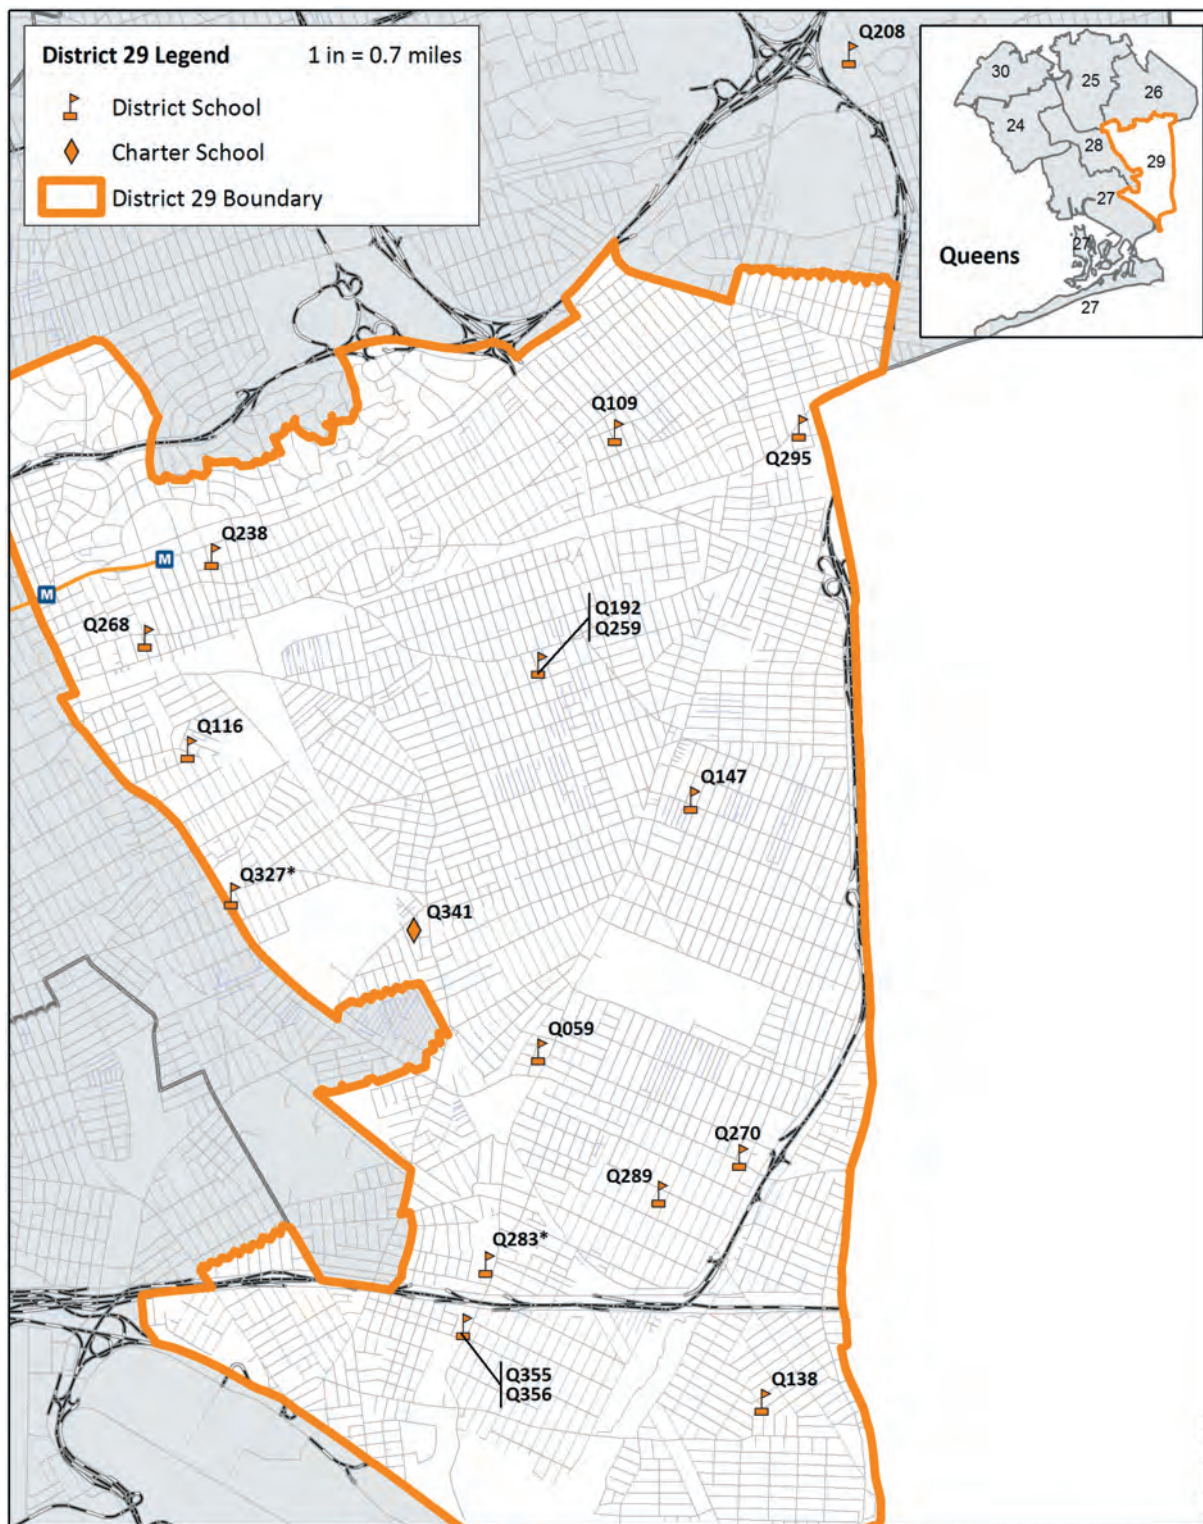 District 29 Legend 1 in = 0.7 miles
District School
Charter School
District 29 Boundary
Q208
30
25
26
24
28
29
27
27
Queens
27
Q109
Q295
Q238
M
M
Q192
Q259
Q268
Q116
Q147
Q327*
Q341
Q059
Q270
Q289
Q283*
Q355
Q356
Q138